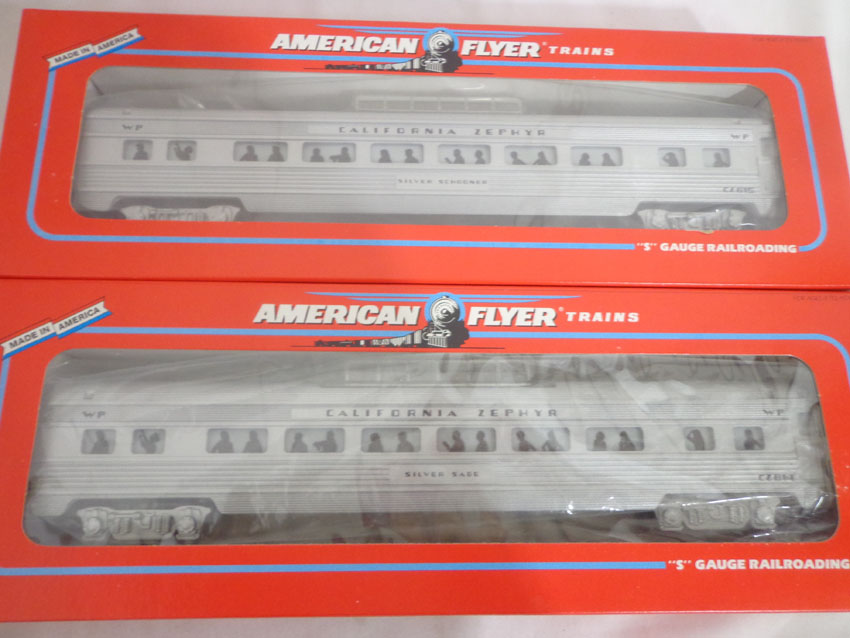 MADE IN AMERICA
AMERICAN FLYER TRAINS
WP CALIFORNIA ZEPHYR WP
SILVER SCHOONER
"S" GAUGE RAILROADING
MADE IN AMERICA
AMERICAN FLYER TRAINS
WP CALIFORNIA ZEPHYR WP
SILVER SAGE
"S" GAUGE RAILROADING